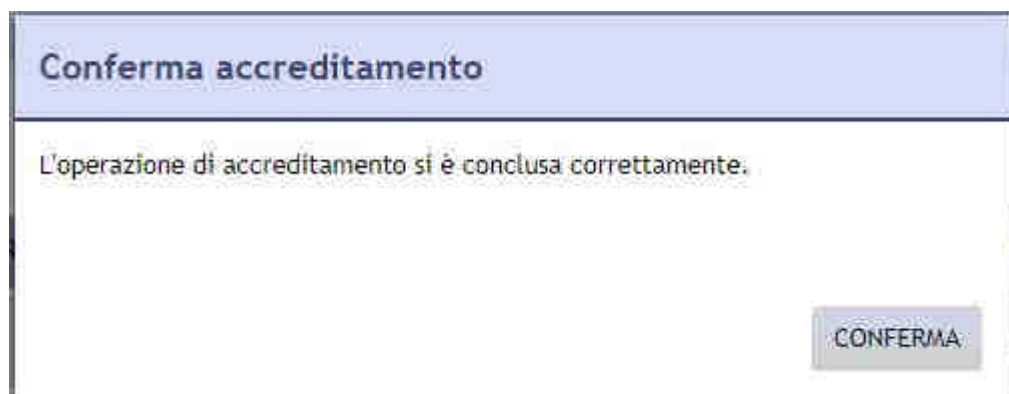 Conferma accreditamento
L'operazione di accreditamento si è conclusa correttamente.
CONFERMA